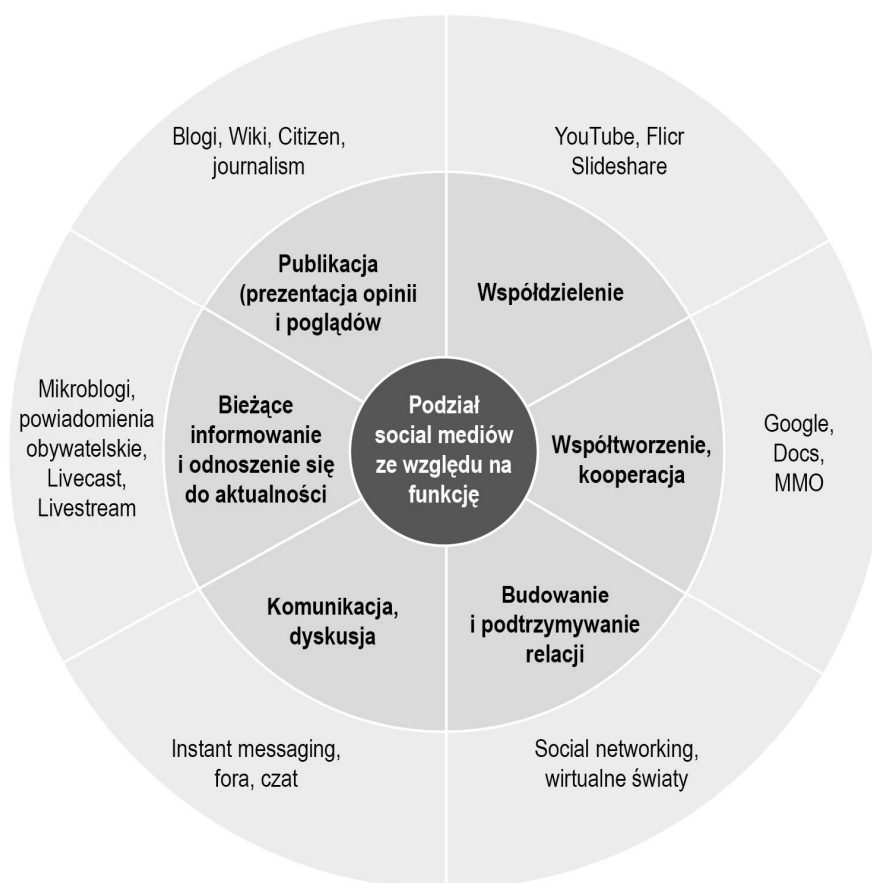 Blogi, Wiki, Citizen,
journalism
YouTube, Flicr
Slideshare
Publikacja
(prezentacja opinii
i poglądów
Współdzielenie
Mikroblogi,
powiadomienia
obywatelskie,
Livecast,
Livestream
Bieżące
informowanie
i odnoszenie się
do aktualności
Podział
social mediów
ze względu na
funkcję
Współtworzenie,
kooperacja
Google,
Docs,
MMO
Komunikacja,
dyskusja
Budowanie
i podtrzymywanie
relacji
Instant messaging,
fora, czat
Social networking,
wirtualne światy